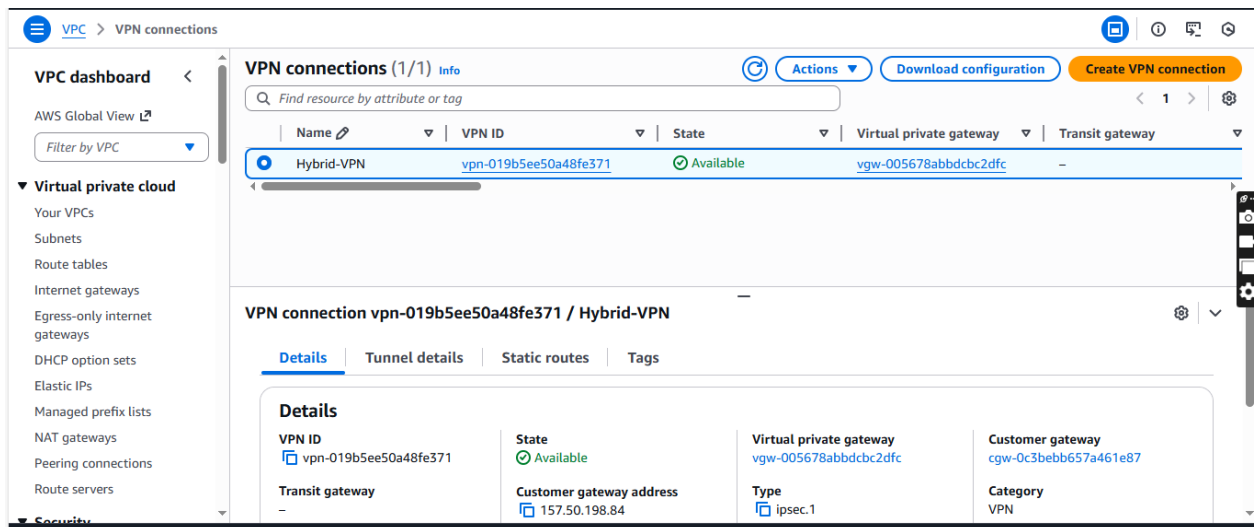 VPC > VPN connections
VPC dashboard
AWS Global View
Filter by VPC
Virtual private cloud
Your VPCs
Subnets
Route tables
Internet gateways
Egress-only internet
gateways
DHCP option sets
Elastic IPs
Managed prefix lists
NAT gateways
Peering connections
Route servers
Security
VPN connections (1/1) Info
Actions
Download configuration
Create VPN connection
Find resource by attribute or tag
1
Name VPN ID State Virtual private gateway Transit gateway
Hybrid-VPN vpn-019b5ee50a48fe371 Available vgw-005678abbdcbc2dfc –
VPN connection vpn-019b5ee50a48fe371 / Hybrid-VPN
Details Tunnel details Static routes Tags
Details
VPN ID State Virtual private gateway Customer gateway
vpn-019b5ee50a48fe371 Available vgw-005678abbdcbc2dfc cgw-0c3bebb657a461e87
Transit gateway Customer gateway address Type Category
– 157.50.198.84 ipsec.1 VPN